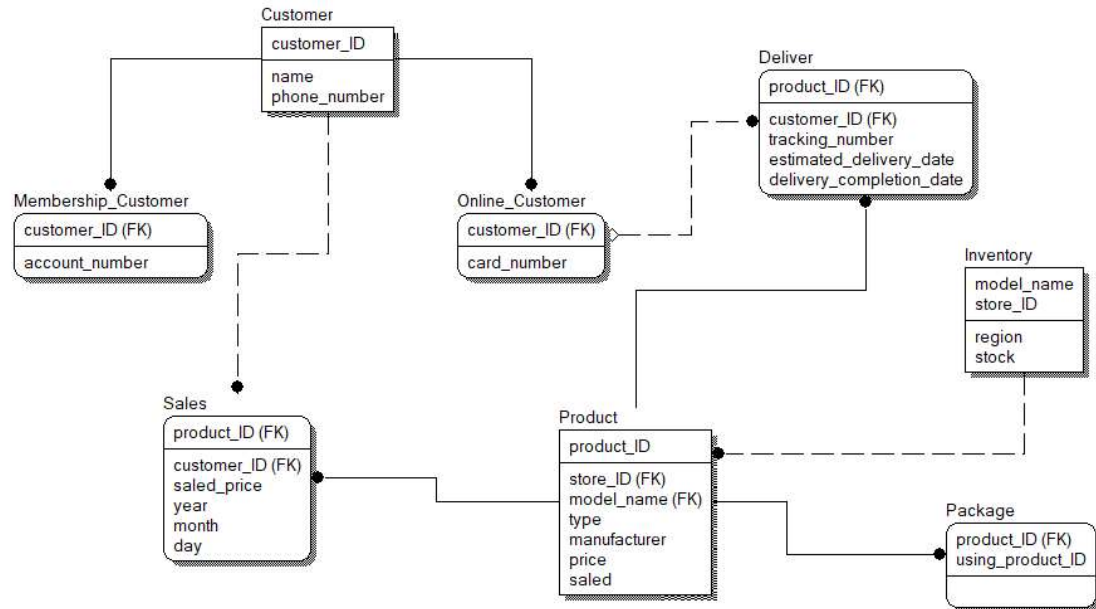 Customer
customer_ID
name
phone_number
Deliver
product_ID (FK)
customer_ID (FK)
tracking_number
estimated_delivery_date
delivery_completion_date
Membership_Customer
customer_ID (FK)
account_number
Online_Customer
customer_ID (FK)
card_number
Inventory
model_name
store_ID
region
stock
Sales
product_ID (FK)
customer_ID (FK)
saled_price
year
month
day
Product
product_ID
store_ID (FK)
model_name (FK)
type
manufacturer
price
saled
Package
product_ID (FK)
using_product_ID